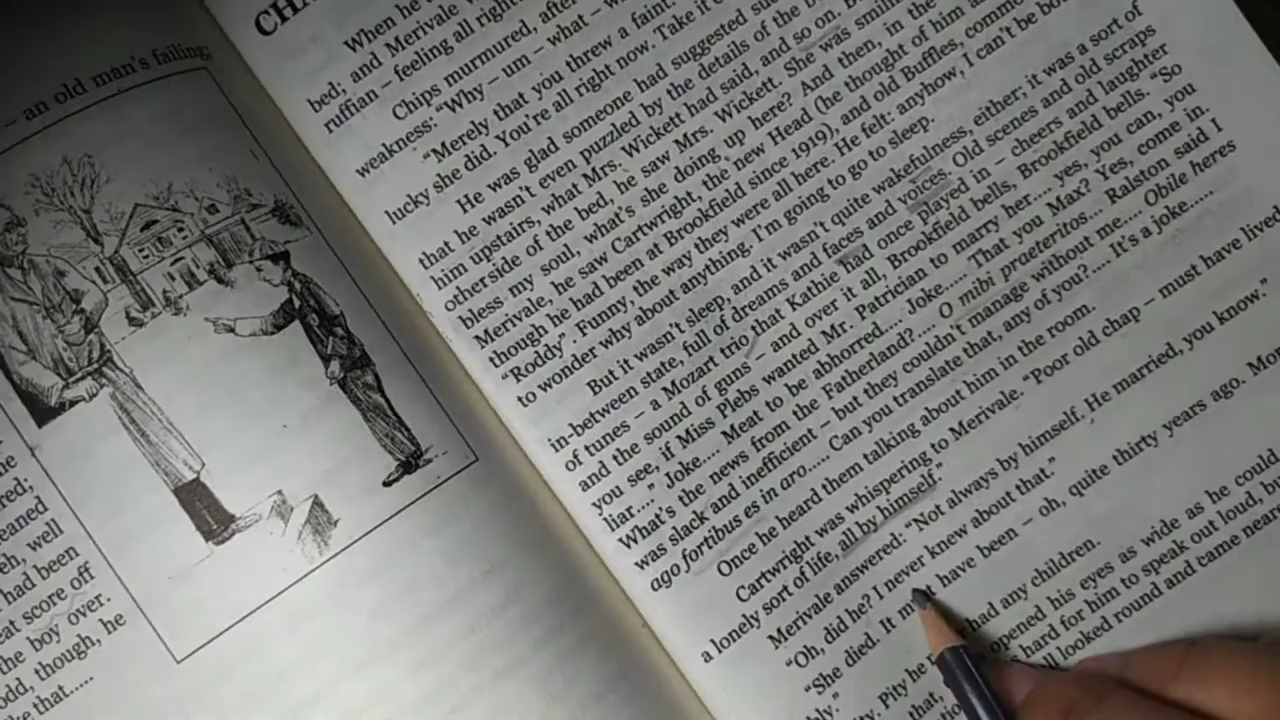 – an old man's failing;
the
red;
eaned
eh, well
had been
eat score off
the boy over.
odd, though, he
ke that.....
CHA
When he
bed; and Merivale
ruffian – feeling all right
Chips murmured, after
weakness: "Why – um – what –
"Merely that you threw a faint.
lucky she did. You're all right now. Take it
He was glad someone had suggested su
that he wasn't even puzzled by the details of the
him upstairs, what Mrs. Wickett had said, and so on. B
otherside of the bed, he saw Mrs. Wickett. She was smilin
bless my soul, what's she doing up here? And then, in the
Merivale, he saw Cartwright, the new Head (he thought of him a
though he had been at Brookfield since 1919), and old Buffles, commo
"Roddy". Funny, the way they were all here. He felt: anyhow, I can't be bo
to wonder why about anything. I'm going to go to sleep.
But it wasn't sleep, and it wasn't quite wakefulness, either; it was a sort of
in-between state, full of dreams and faces and voices. Old scenes and old scraps
of tunes – a Mozart trio that Kathie had once played in – cheers and laughter
and the sound of guns – and over it all, Brookfield bells, Brookfield bells. "So
you see, if Miss Plebs wanted Mr. Patrician to marry her.... yes, you can, you
liar...." Joke.... Meat to be abhorred.... Joke..... That you Max? Yes, come in.
What's the news from the Fatherland?.... O mibi praeteritos... Ralston said I
was slack and inefficient – but they couldn't manage without me.... Obile heres
ago fortibus es in aro..... Can you translate that, any of you?.... It's a joke.....
Once he heard them talking about him in the room.
Cartwright was whispering to Merivale. "Poor old chap – must have lived
a lonely sort of life, all by himself."
Merivale answered: "Not always by himself. He married, you know."
"Oh, did he? I never knew about that."
"She died. It must have been – oh, quite thirty years ago. Mor
bly."
ity. Pity he had any children.
opened his eyes as wide as he could
that, hard for him to speak out loud, bu
all looked round and came neare